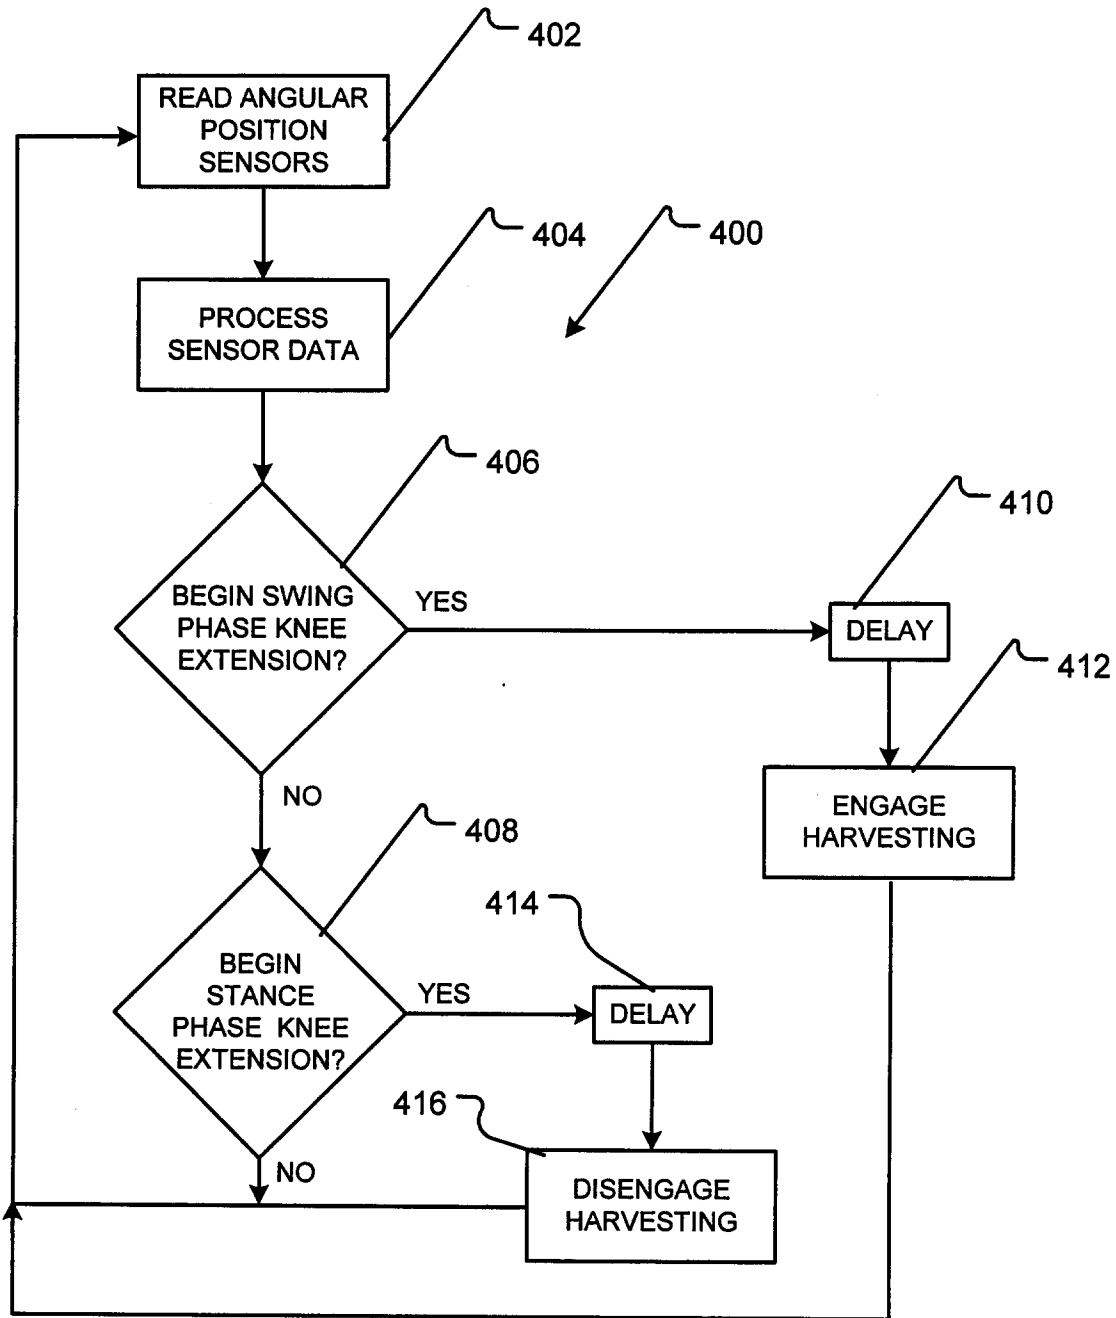 402
READ ANGULAR
POSITION
SENSORS
404
400
PROCESS
SENSOR DATA
406
410
BEGIN SWING
PHASE KNEE
EXTENSION?
YES
DELAY
412
NO
ENGAGE
HARVESTING
408
414
BEGIN
STANCE
PHASE KNEE
EXTENSION?
YES
DELAY
416
NO
DISENGAGE
HARVESTING